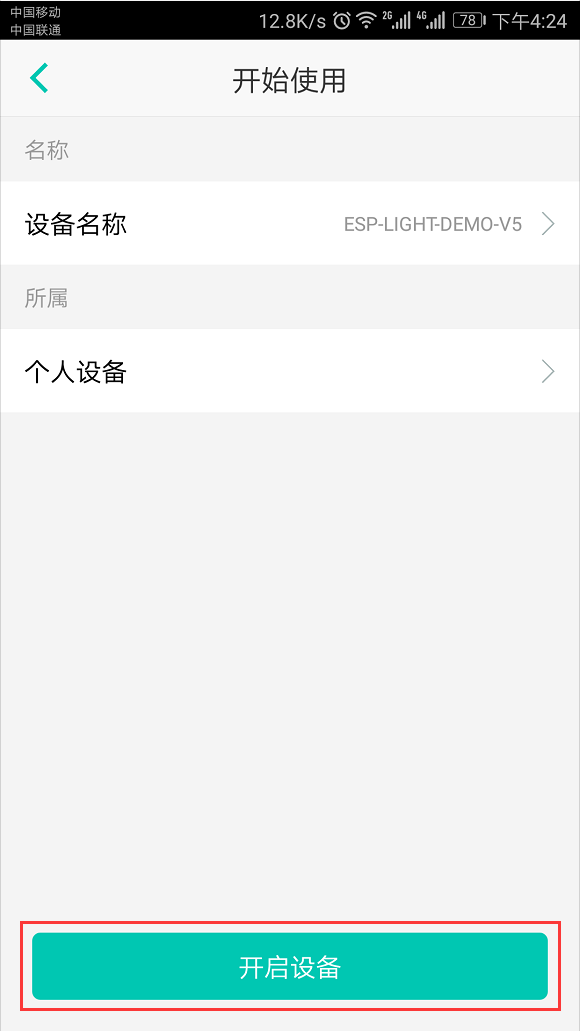 中国移动
中国联通
12.8K/s 2G 4G 78 下午4:24
开始使用
名称
设备名称 ESP-LIGHT-DEMO-V5
所属
个人设备
开启设备